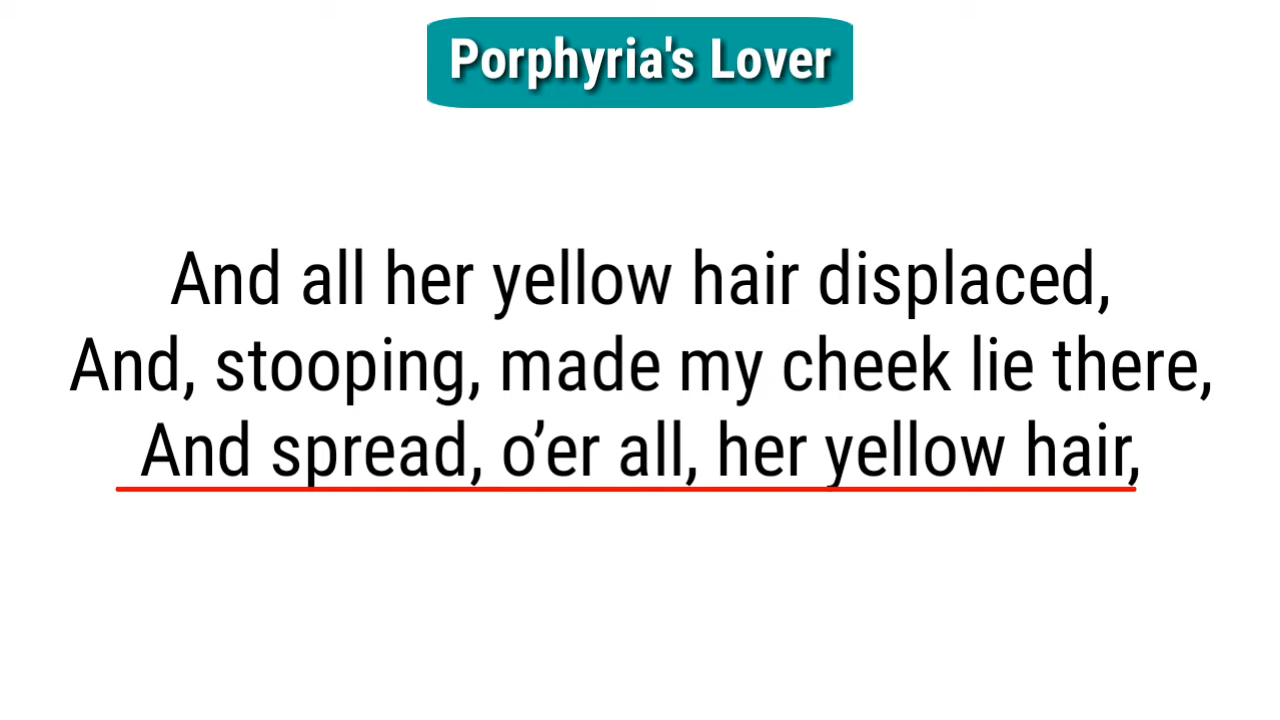 Porphyria's Lover
And all her yellow hair displaced,
And, stooping, made my cheek lie there,
And spread, o’er all, her yellow hair,